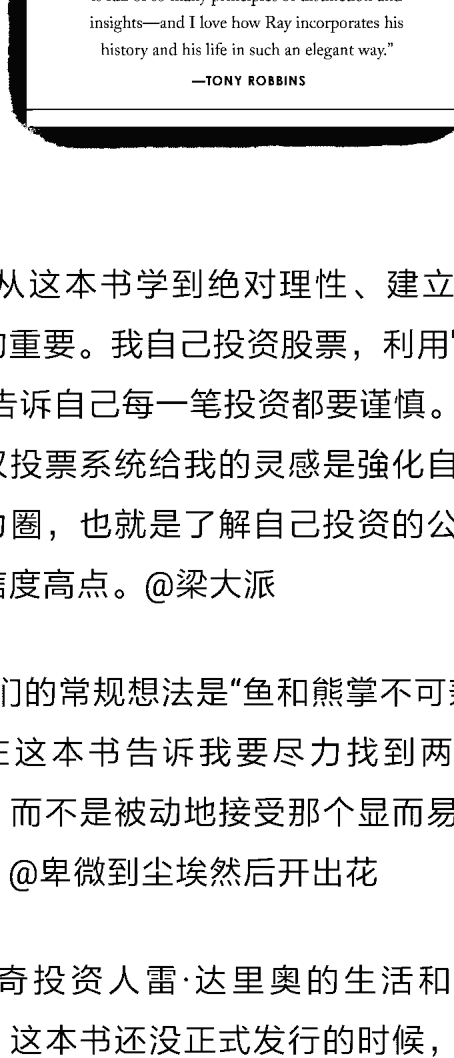 insights—and I love how Ray incorporates his
history and his life in such an elegant way.”
—TONY ROBBINS
从这本书学到绝对理性、建立
重要。我自己投资股票，利用"
告诉自己每一笔投资都要谨慎。
投票系统给我的灵感是強化自
圈，也就是了解自己投资的公
度高点。@梁大派
们的常规想法是“鱼和熊掌不可
这本书告诉我要尽力找到两
而不是被动地接受那个显而易
@卑微到尘埃然后开出花
奇投资人雷·达里奥的生活和
这本书还没正式发行的时候，